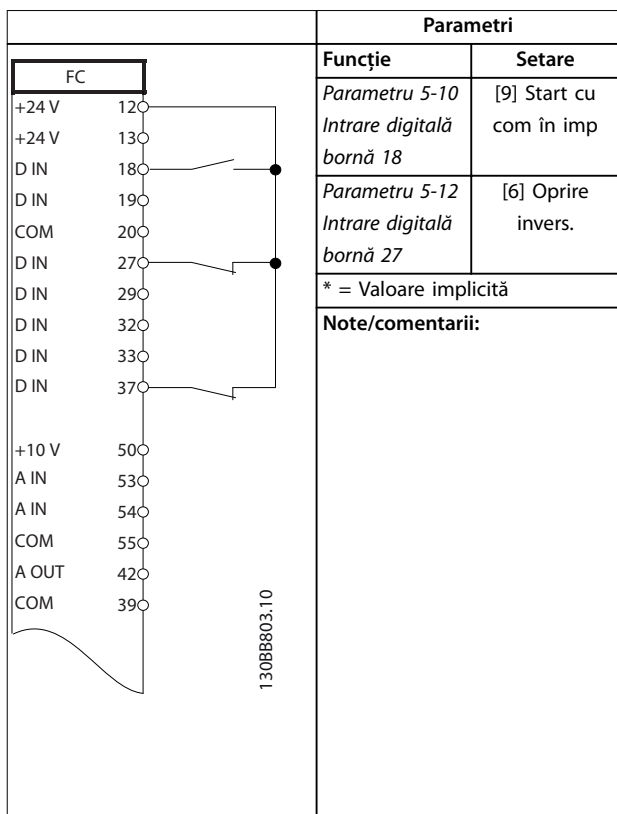 Parametri
Funcție Setare
FC
+24 V 12
+24 V 13
D IN 18
D IN 19
COM 20
D IN 27
D IN 29
D IN 32
D IN 33
D IN 37
+10 V 50
A IN 53
A IN 54
COM 55
A OUT 42
COM 39
130BB803.10
Parametru 5-10 [9] Start cu
Intrare digitală com în imp
bornă 18
Parametru 5-12 [6] Oprire
Intrare digitală invers.
bornă 27
* = Valoare implicită
Note/comentarii: